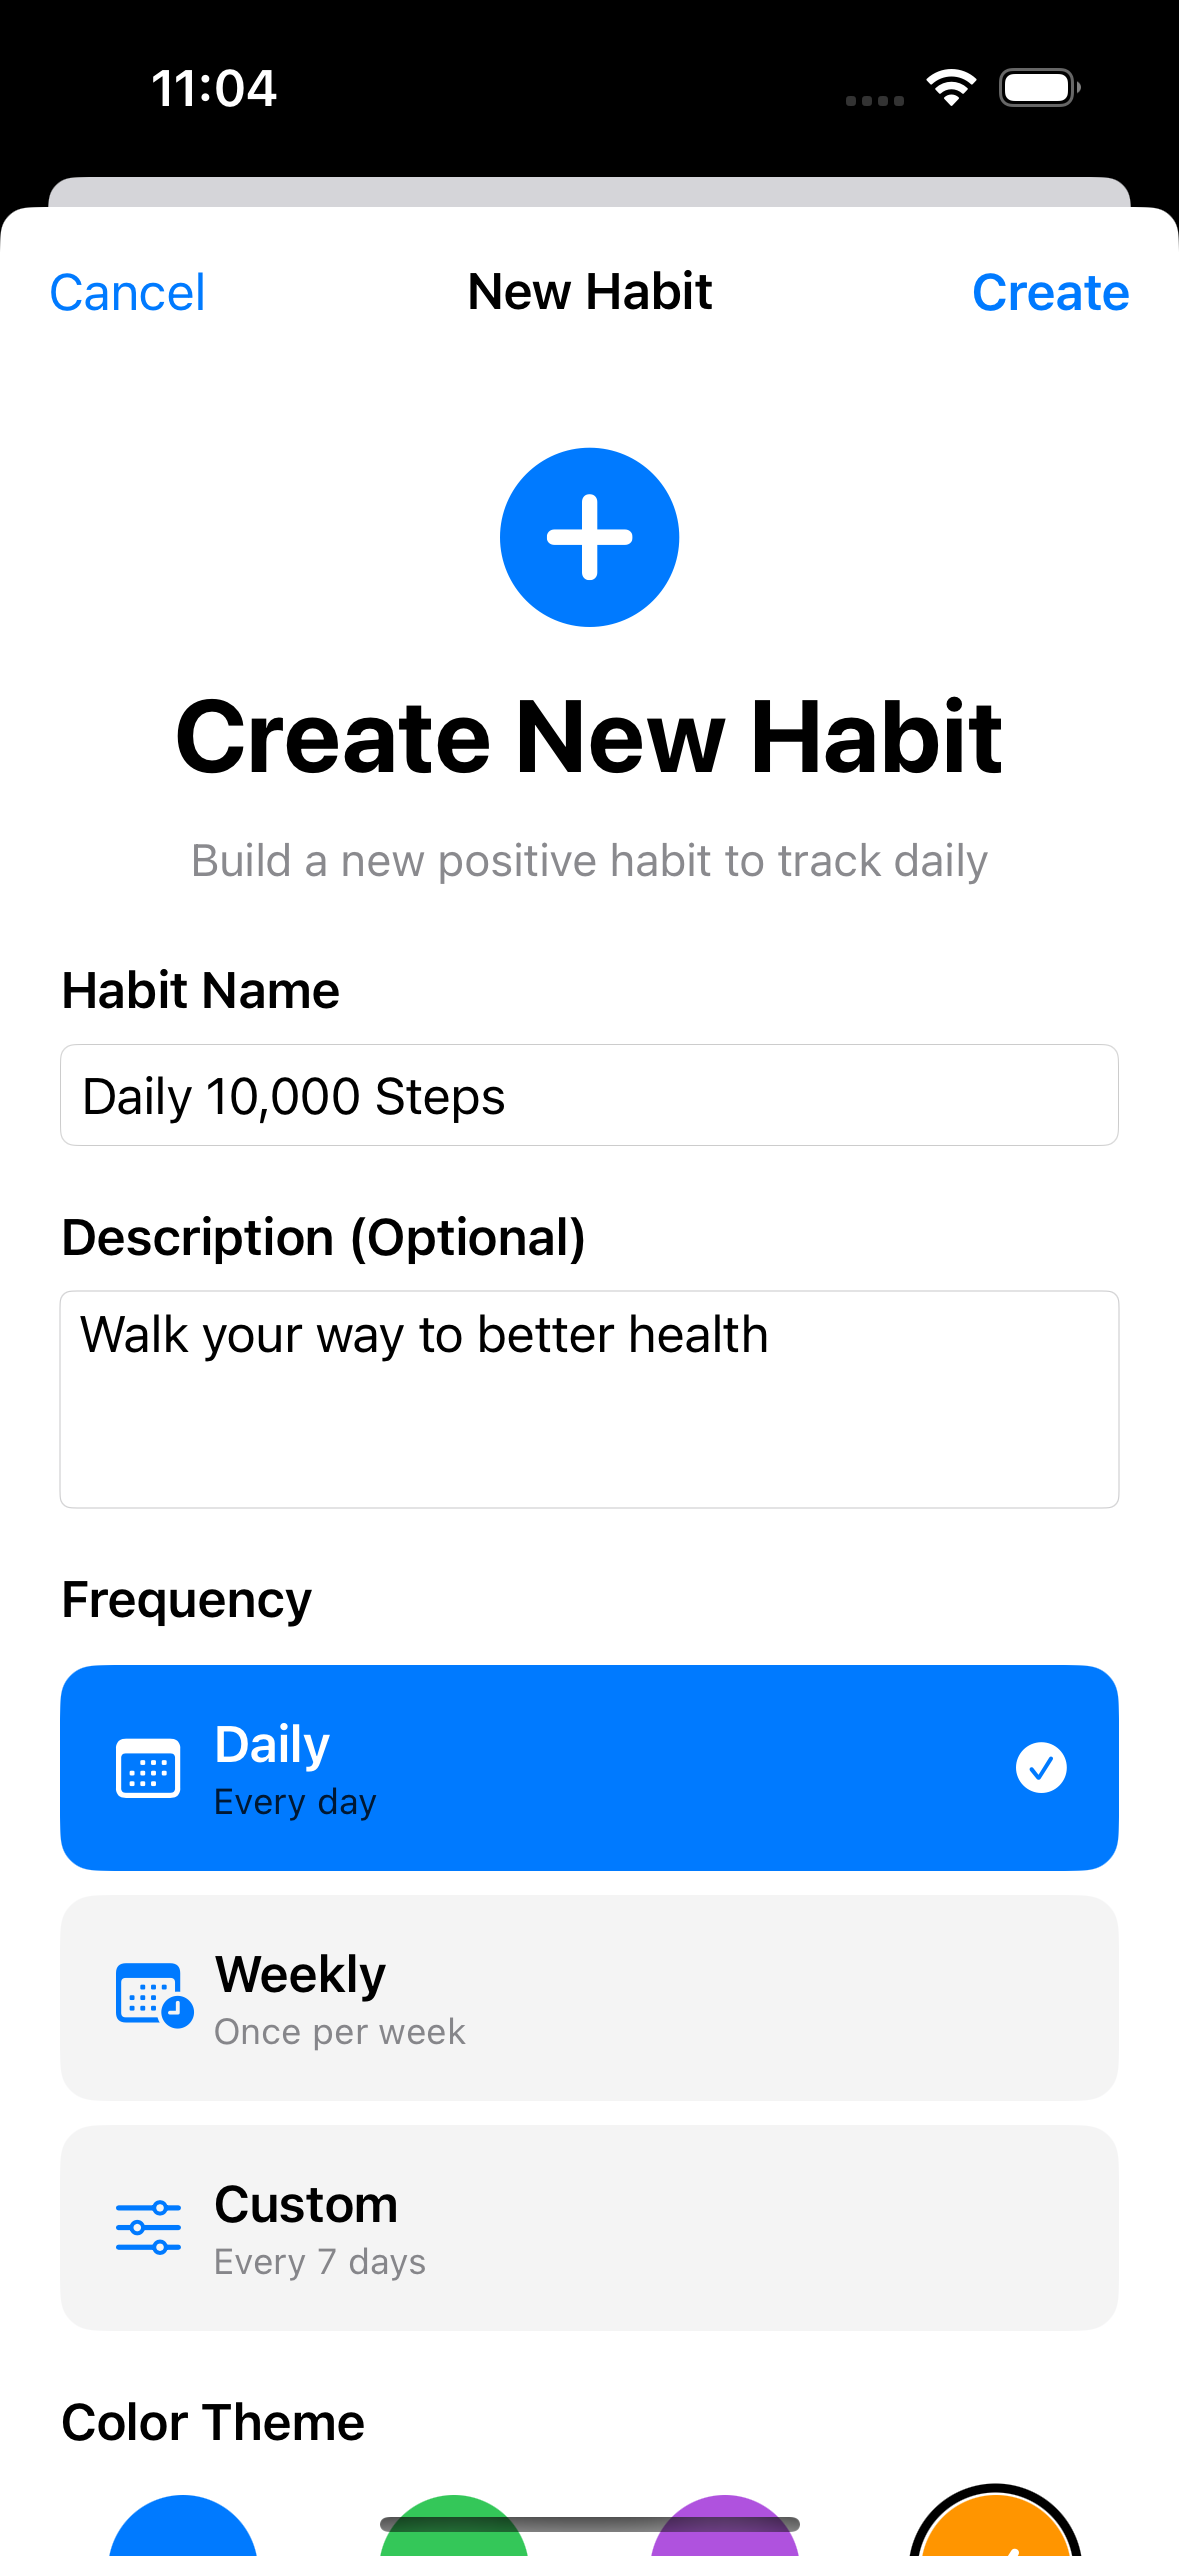 11:04
Cancel New Habit Create
Create New Habit
Build a new positive habit to track daily
Habit Name
Daily 10,000 Steps
Description (Optional)
Walk your way to better health
Frequency
Daily
Every day
Weekly
Once per week
Custom
Every 7 days
Color Theme